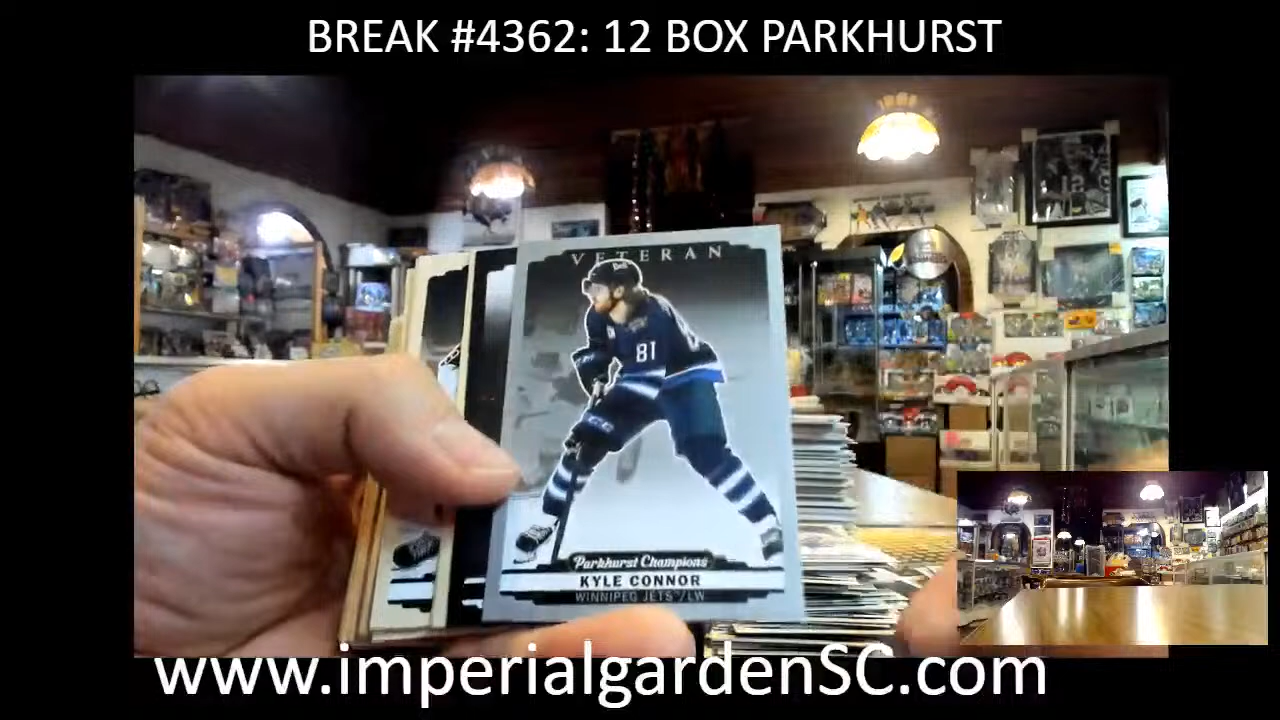 BREAK #4362: 12 BOX PARKHURST
VETERAN
81
Parkhurst Champions
KYLE CONNOR
WINNIPEG JETS / LW
www.imperialgardenSC.com